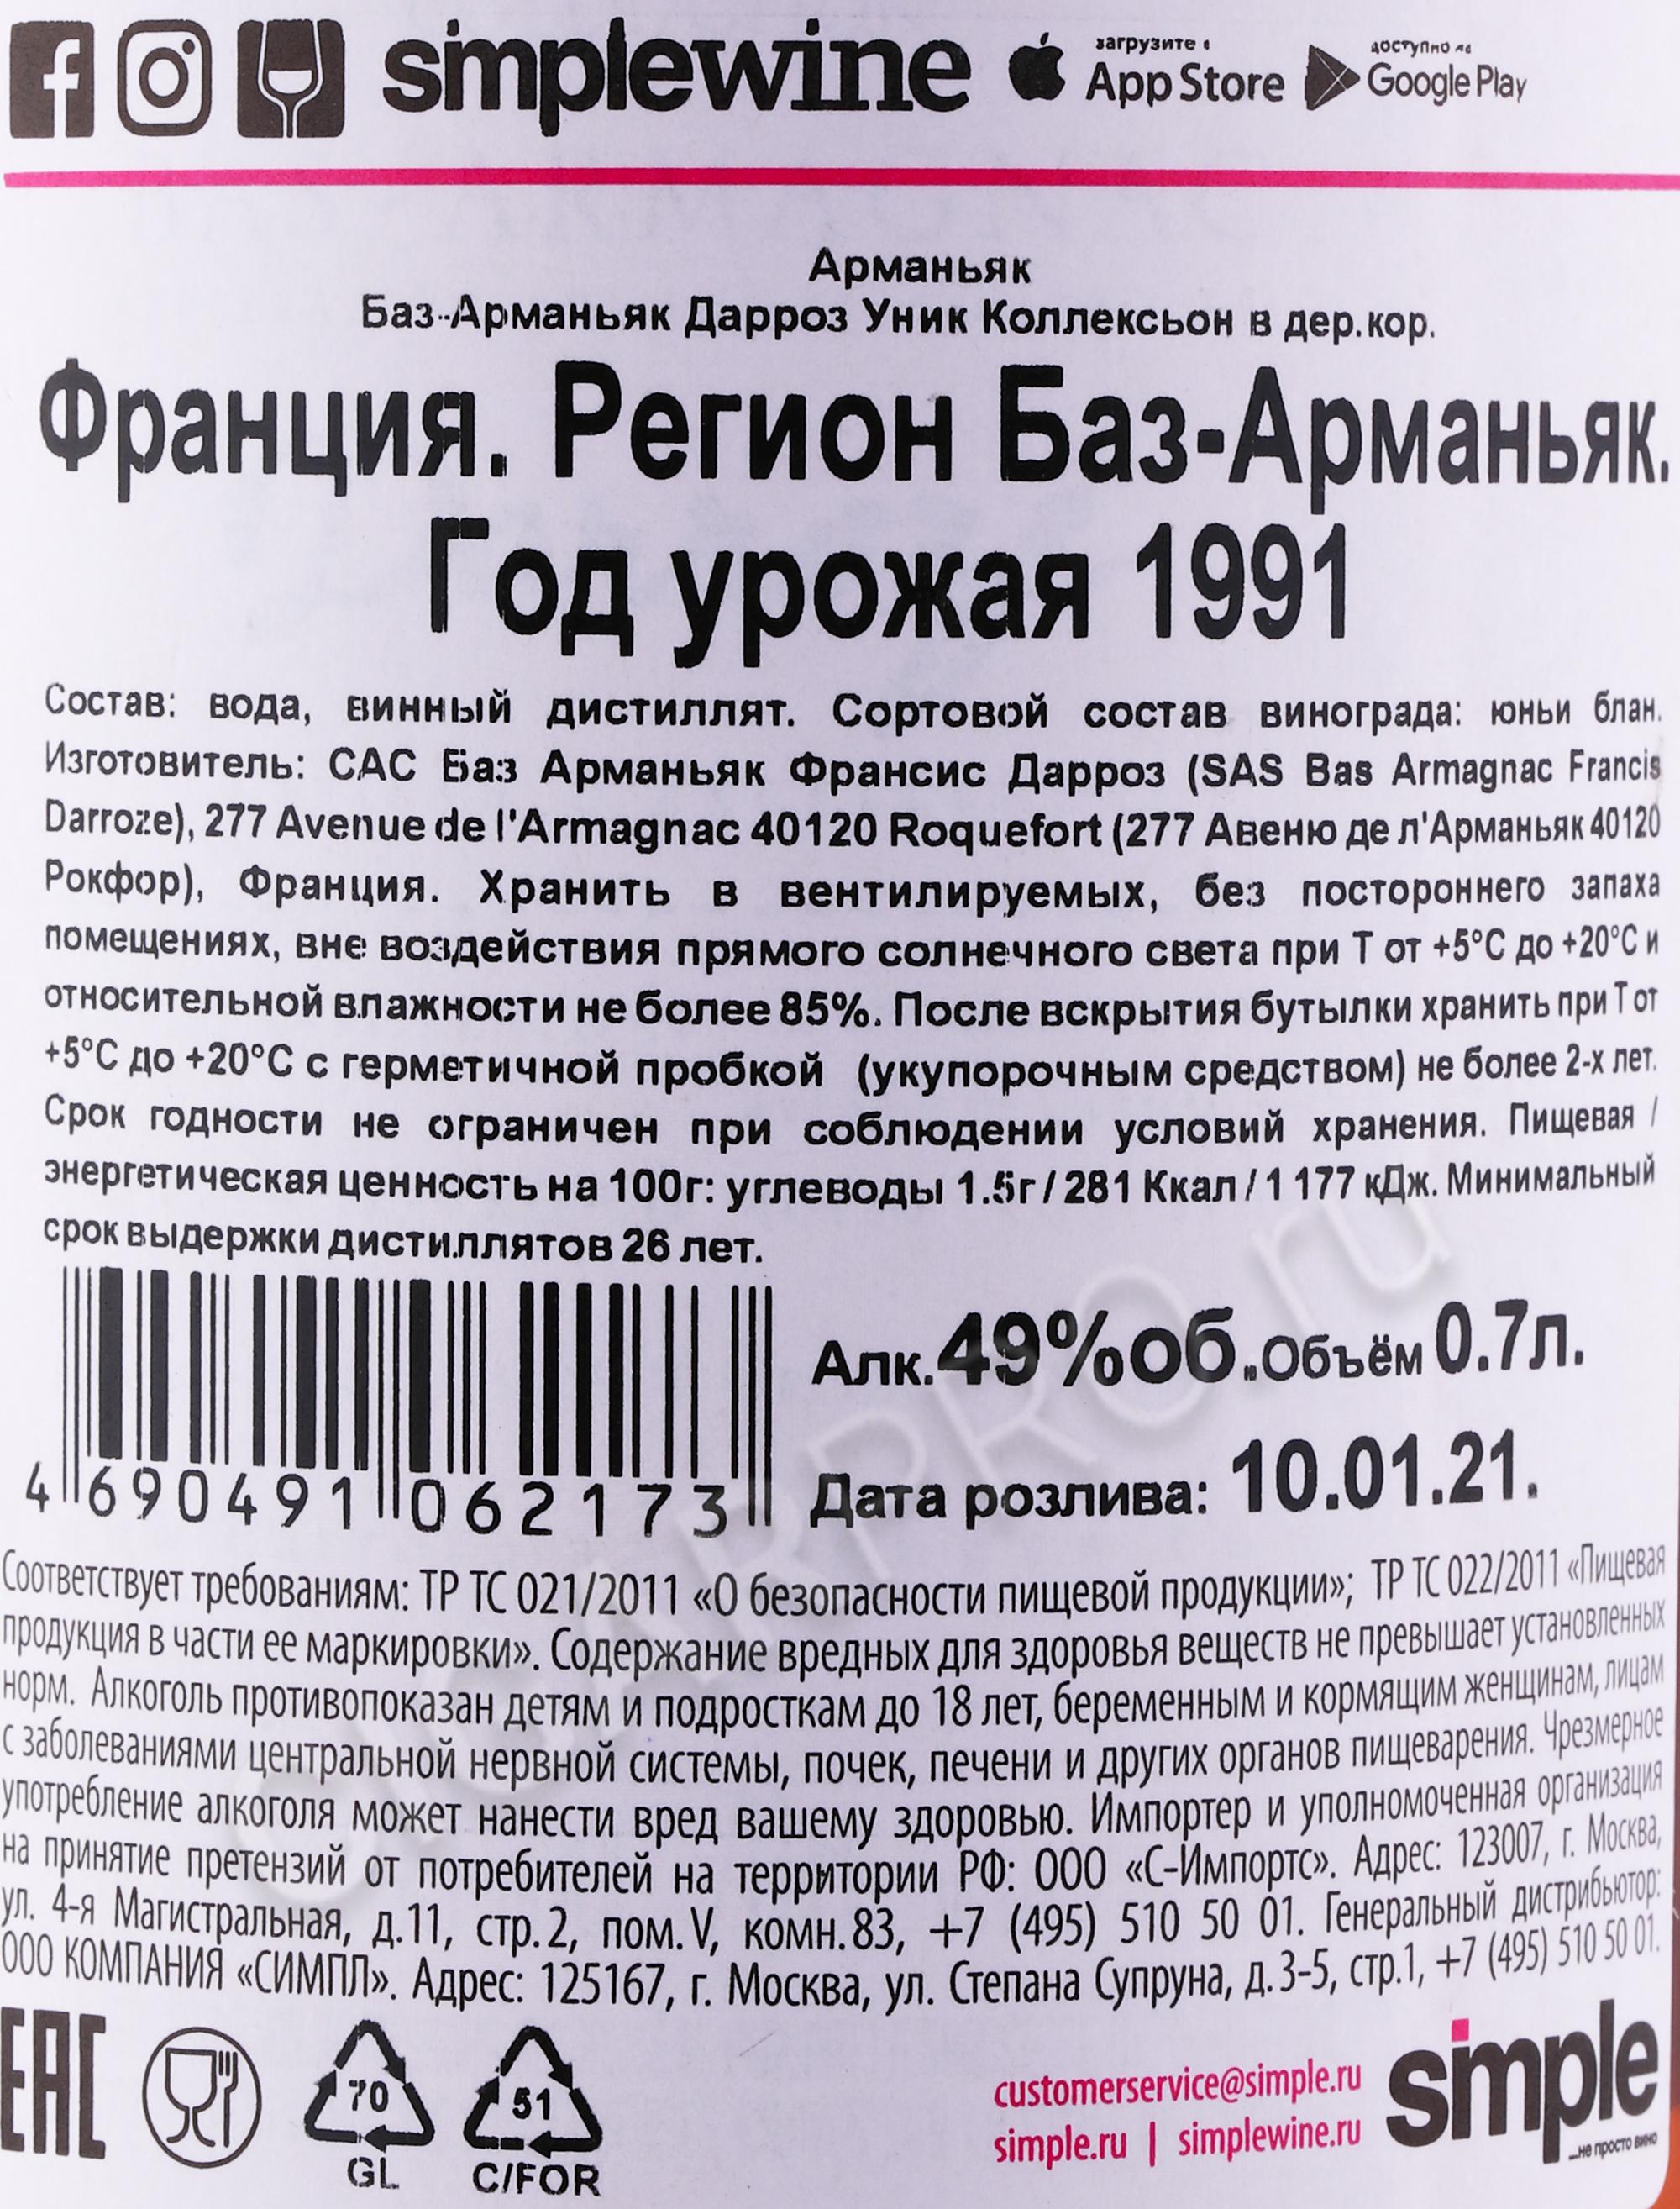 simplewine загрузите в App Store доступно на Google Play
Арманьяк
Баз-Арманьяк Дарроз Уник Коллексьон в дер.кор.
Франция. Регион Баз-Арманьяк.
Год урожая 1991
Состав: вода, винный дистиллят. Сортовой состав винограда: юньи блан.
Изготовитель: САС Баз Арманьяк Франсис Дарроз (SAS Bas Armagnac Francis
Darroze), 277 Avenue de l'Armagnac 40120 Roquefort (277 Авеню де л'Арманьяк 40120
Рокфор), Франция. Хранить в вентилируемых, без постороннего запаха
помещениях, вне воздействия прямого солнечного света при Т от +5°С до +20°С и
относительной влажности не более 85%. После вскрытия бутылки хранить при Т от
+5°С до +20°С с герметичной пробкой (укупорочным средством) не более 2-х лет.
Срок годности не ограничен при соблюдении условий хранения. Пищевая /
энергетическая ценность на 100г: углеводы 1.5г / 281 Ккал / 1 177 кДж. Минимальный
срок выдержки дистиллятов 26 лет.
Алк. 49%об. Объём 0.7л.
4 690491 062173
Дата розлива: 10.01.21.
Соответствует требованиям: ТР ТС 021/2011 «О безопасности пищевой продукции»; ТР ТС 022/2011 «Пищевая
продукция в части ее маркировки». Содержание вредных для здоровья веществ не превышает установленных
норм. Алкоголь противопоказан детям и подросткам до 18 лет, беременным и кормящим женщинам, лицам
с заболеваниями центральной нервной системы, почек, печени и других органов пищеварения. Чрезмерное
употребление алкоголя может нанести вред вашему здоровью. Импортер и уполномоченная организация
на принятие претензий от потребителей на территории РФ: ООО «С-Импортс». Адрес: 123007, г. Москва,
ул. 4-я Магистральная, д.11, стр.2, пом.V, комн.83, +7 (495) 510 50 01. Генеральный дистрибьютор:
ООО КОМПАНИЯ «СИМПЛ». Адрес: 125167, г. Москва, ул. Степана Супруна, д.3-5, стр.1, +7 (495) 510 50 01.
EAC
70
GL
51
C/FOR
customerservice@simple.ru
simple.ru | simplewine.ru
simple
...не просто вино
CIGARPRO.ru